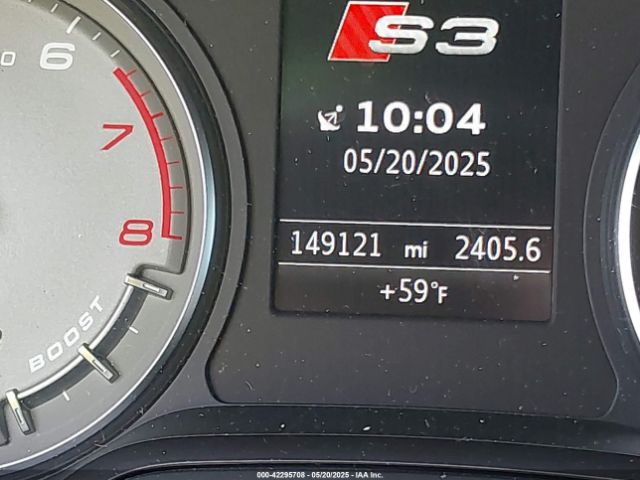 S3
6
7
8
10:04
05/20/2025
149121 mi 2405.6
+59°F
BOOST
000-42295708 - 05/20/2025 - IAA Inc.